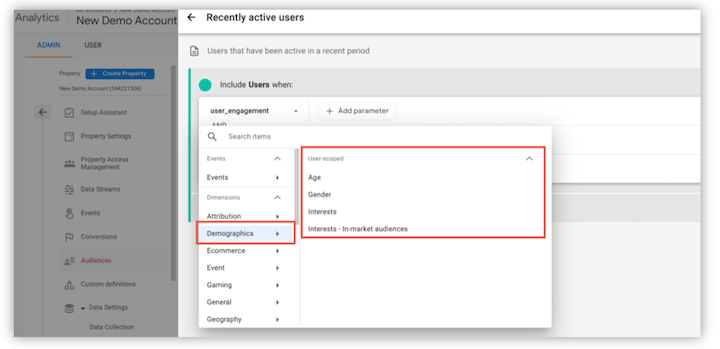 Analytics
All accounts > New Demo Account
New Demo Account
ADMIN
USER
Property
+ Create Property
New Demo Account (344221306)
Setup Assistant
Property Settings
Property Access
Management
Data Streams
Events
Conversions
Audiences
Custom definitions
Data Settings
Data Collection
Recently active users
Users that have been active in a recent period
Include Users when:
user_engagement
+ Add parameter
AND
Search items
Events
Events
Dimensions
Attribution
Demographics
Ecommerce
Event
Gaming
General
Geography
User-scoped
Age
Gender
Interests
Interests - In-market audiences